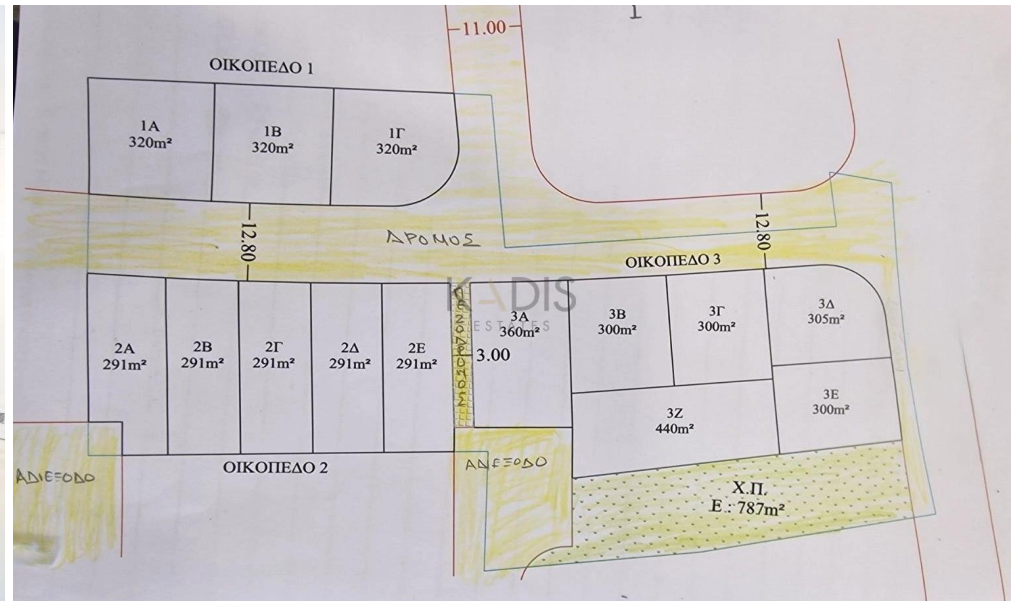 1
11.00
ΟΙΚΟΠΕΔΟ 1
1Α
320m²
1Β
320m²
1Γ
320m²
12.80
ΔΡΟΜΟΣ
12.80
ΟΙΚΟΠΕΔΟ 3
KADIS
ESTATES
2Α
291m²
2Β
291m²
2Γ
291m²
2Δ
291m²
2Ε
291m²
ΠΕΖΟΔΡΟΜΟΣ
3.00
3Α
360m²
3Β
300m²
3Γ
300m²
3Δ
305m²
3Ε
300m²
3Ζ
440m²
ΟΙΚΟΠΕΔΟ 2
ΑΔΙΕΞΟΔΟ
ΑΔΙΕΞΟΔΟ
Χ.Π.
Ε.: 787m²